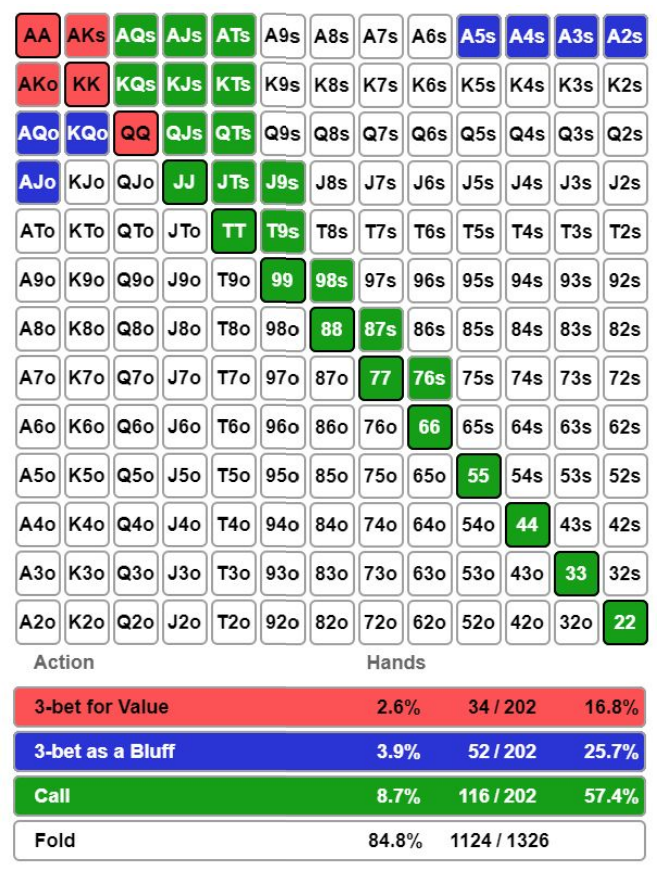 AA AKs AQs AJs ATs A9s A8s A7s A6s A5s A4s A3s A2s
AKo KK KQs KJs KTs K9s K8s K7s K6s K5s K4s K3s K2s
AQo KQo QQ QJs QTs Q9s Q8s Q7s Q6s Q5s Q4s Q3s Q2s
AJo KJo QJo JJ JTs J9s J8s J7s J6s J5s J4s J3s J2s
ATo KTo QTo JTo TT T9s T8s T7s T6s T5s T4s T3s T2s
A9o K9o Q9o J9o T9o 99 98s 97s 96s 95s 94s 93s 92s
A8o K8o Q8o J8o T8o 98o 88 87s 86s 85s 84s 83s 82s
A7o K7o Q7o J7o T7o 97o 87o 77 76s 75s 74s 73s 72s
A6o K6o Q6o J6o T6o 96o 86o 76o 66 65s 64s 63s 62s
A5o K5o Q5o J5o T5o 95o 85o 75o 65o 55 54s 53s 52s
A4o K4o Q4o J4o T4o 94o 84o 74o 64o 54o 44 43s 42s
A3o K3o Q3o J3o T3o 93o 83o 73o 63o 53o 43o 33 32s
A2o K2o Q2o J2o T2o 92o 82o 72o 62o 52o 42o 32o 22
Action Hands
3-bet for Value 2.6% 34 / 202 16.8%
3-bet as a Bluff 3.9% 52 / 202 25.7%
Call 8.7% 116 / 202 57.4%
Fold 84.8% 1124 / 1326